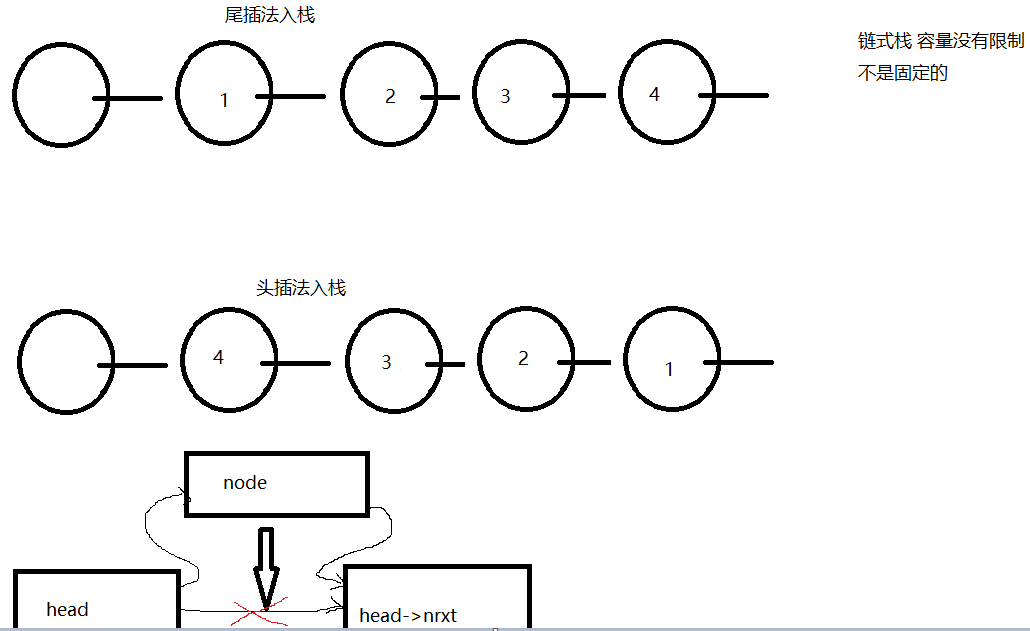 尾插法入栈
链式栈 容量没有限制
不是固定的
1
2
3
4
头插法入栈
4
3
2
1
node
head
head->nrxt